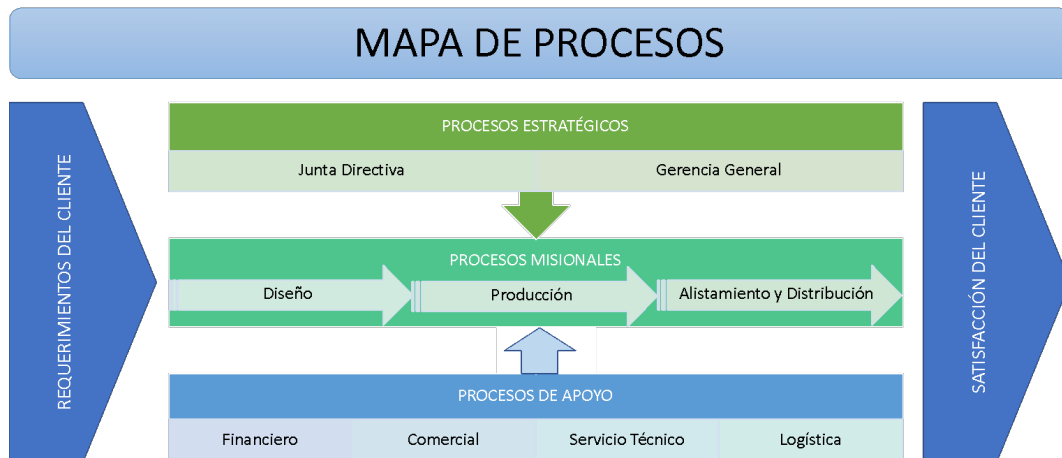 MAPA DE PROCESOS
REQUERIMIENTOS DEL CLIENTE
PROCESOS ESTRATÉGICOS
Junta Directiva
Gerencia General
PROCESOS MISIONALES
Diseño
Producción
Alistamiento y Distribución
PROCESOS DE APOYO
Financiero
Comercial
Servicio Técnico
Logística
SATISFACCIÓN DEL CLIENTE